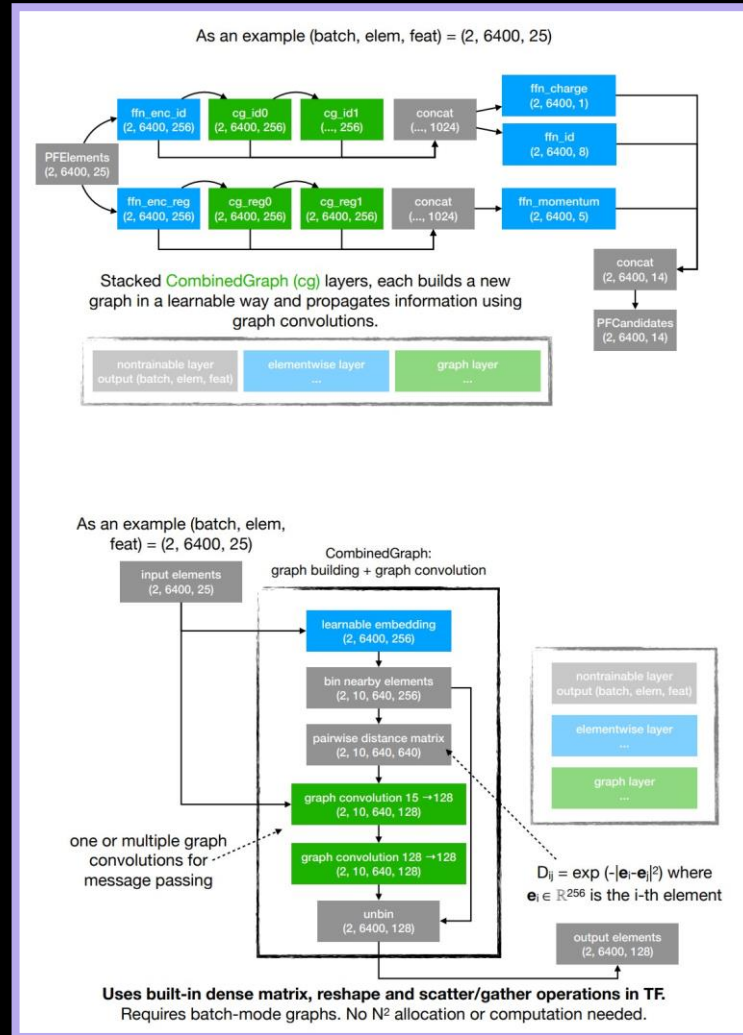 As an example (batch, elem, feat) = (2, 6400, 25)
ffn_enc_id
(2, 6400, 256)
cg_id0
(2, 6400, 256)
cg_id1
(..., 256)
concat
(..., 1024)
ffn_charge
(2, 6400, 1)
ffn_id
(2, 6400, 8)
PFElements
(2, 6400, 25)
ffn_enc_reg
(2, 6400, 256)
cg_reg0
(2, 6400, 256)
cg_reg1
(2, 6400, 256)
concat
(..., 1024)
ffn_momentum
(2, 6400, 5)
concat
(2, 6400, 14)
PFCandidates
(2, 6400, 14)
Stacked CombinedGraph (cg) layers, each builds a new
graph in a learnable way and propagates information using
graph convolutions.
nontrainable layer
output (batch, elem, feat)
elementwise layer
...
graph layer
...
As an example (batch, elem,
feat) = (2, 6400, 25)
input elements
(2, 6400, 25)
CombinedGraph:
graph building + graph convolution
learnable embedding
(2, 6400, 256)
bin nearby elements
(2, 10, 640, 256)
pairwise distance matrix
(2, 10, 640, 640)
graph convolution 15 →128
(2, 10, 640, 128)
graph convolution 128 →128
(2, 10, 640, 128)
unbin
(2, 6400, 128)
one or multiple graph
convolutions for
message passing
nontrainable layer
output (batch, elem, feat)
elementwise layer
...
graph layer
...
Dij = exp (-|ei-ej|²) where
ei ∈ ℝ²⁵⁶ is the i-th element
output elements
(2, 6400, 128)
Uses built-in dense matrix, reshape and scatter/gather operations in TF.
Requires batch-mode graphs. No N² allocation or computation needed.